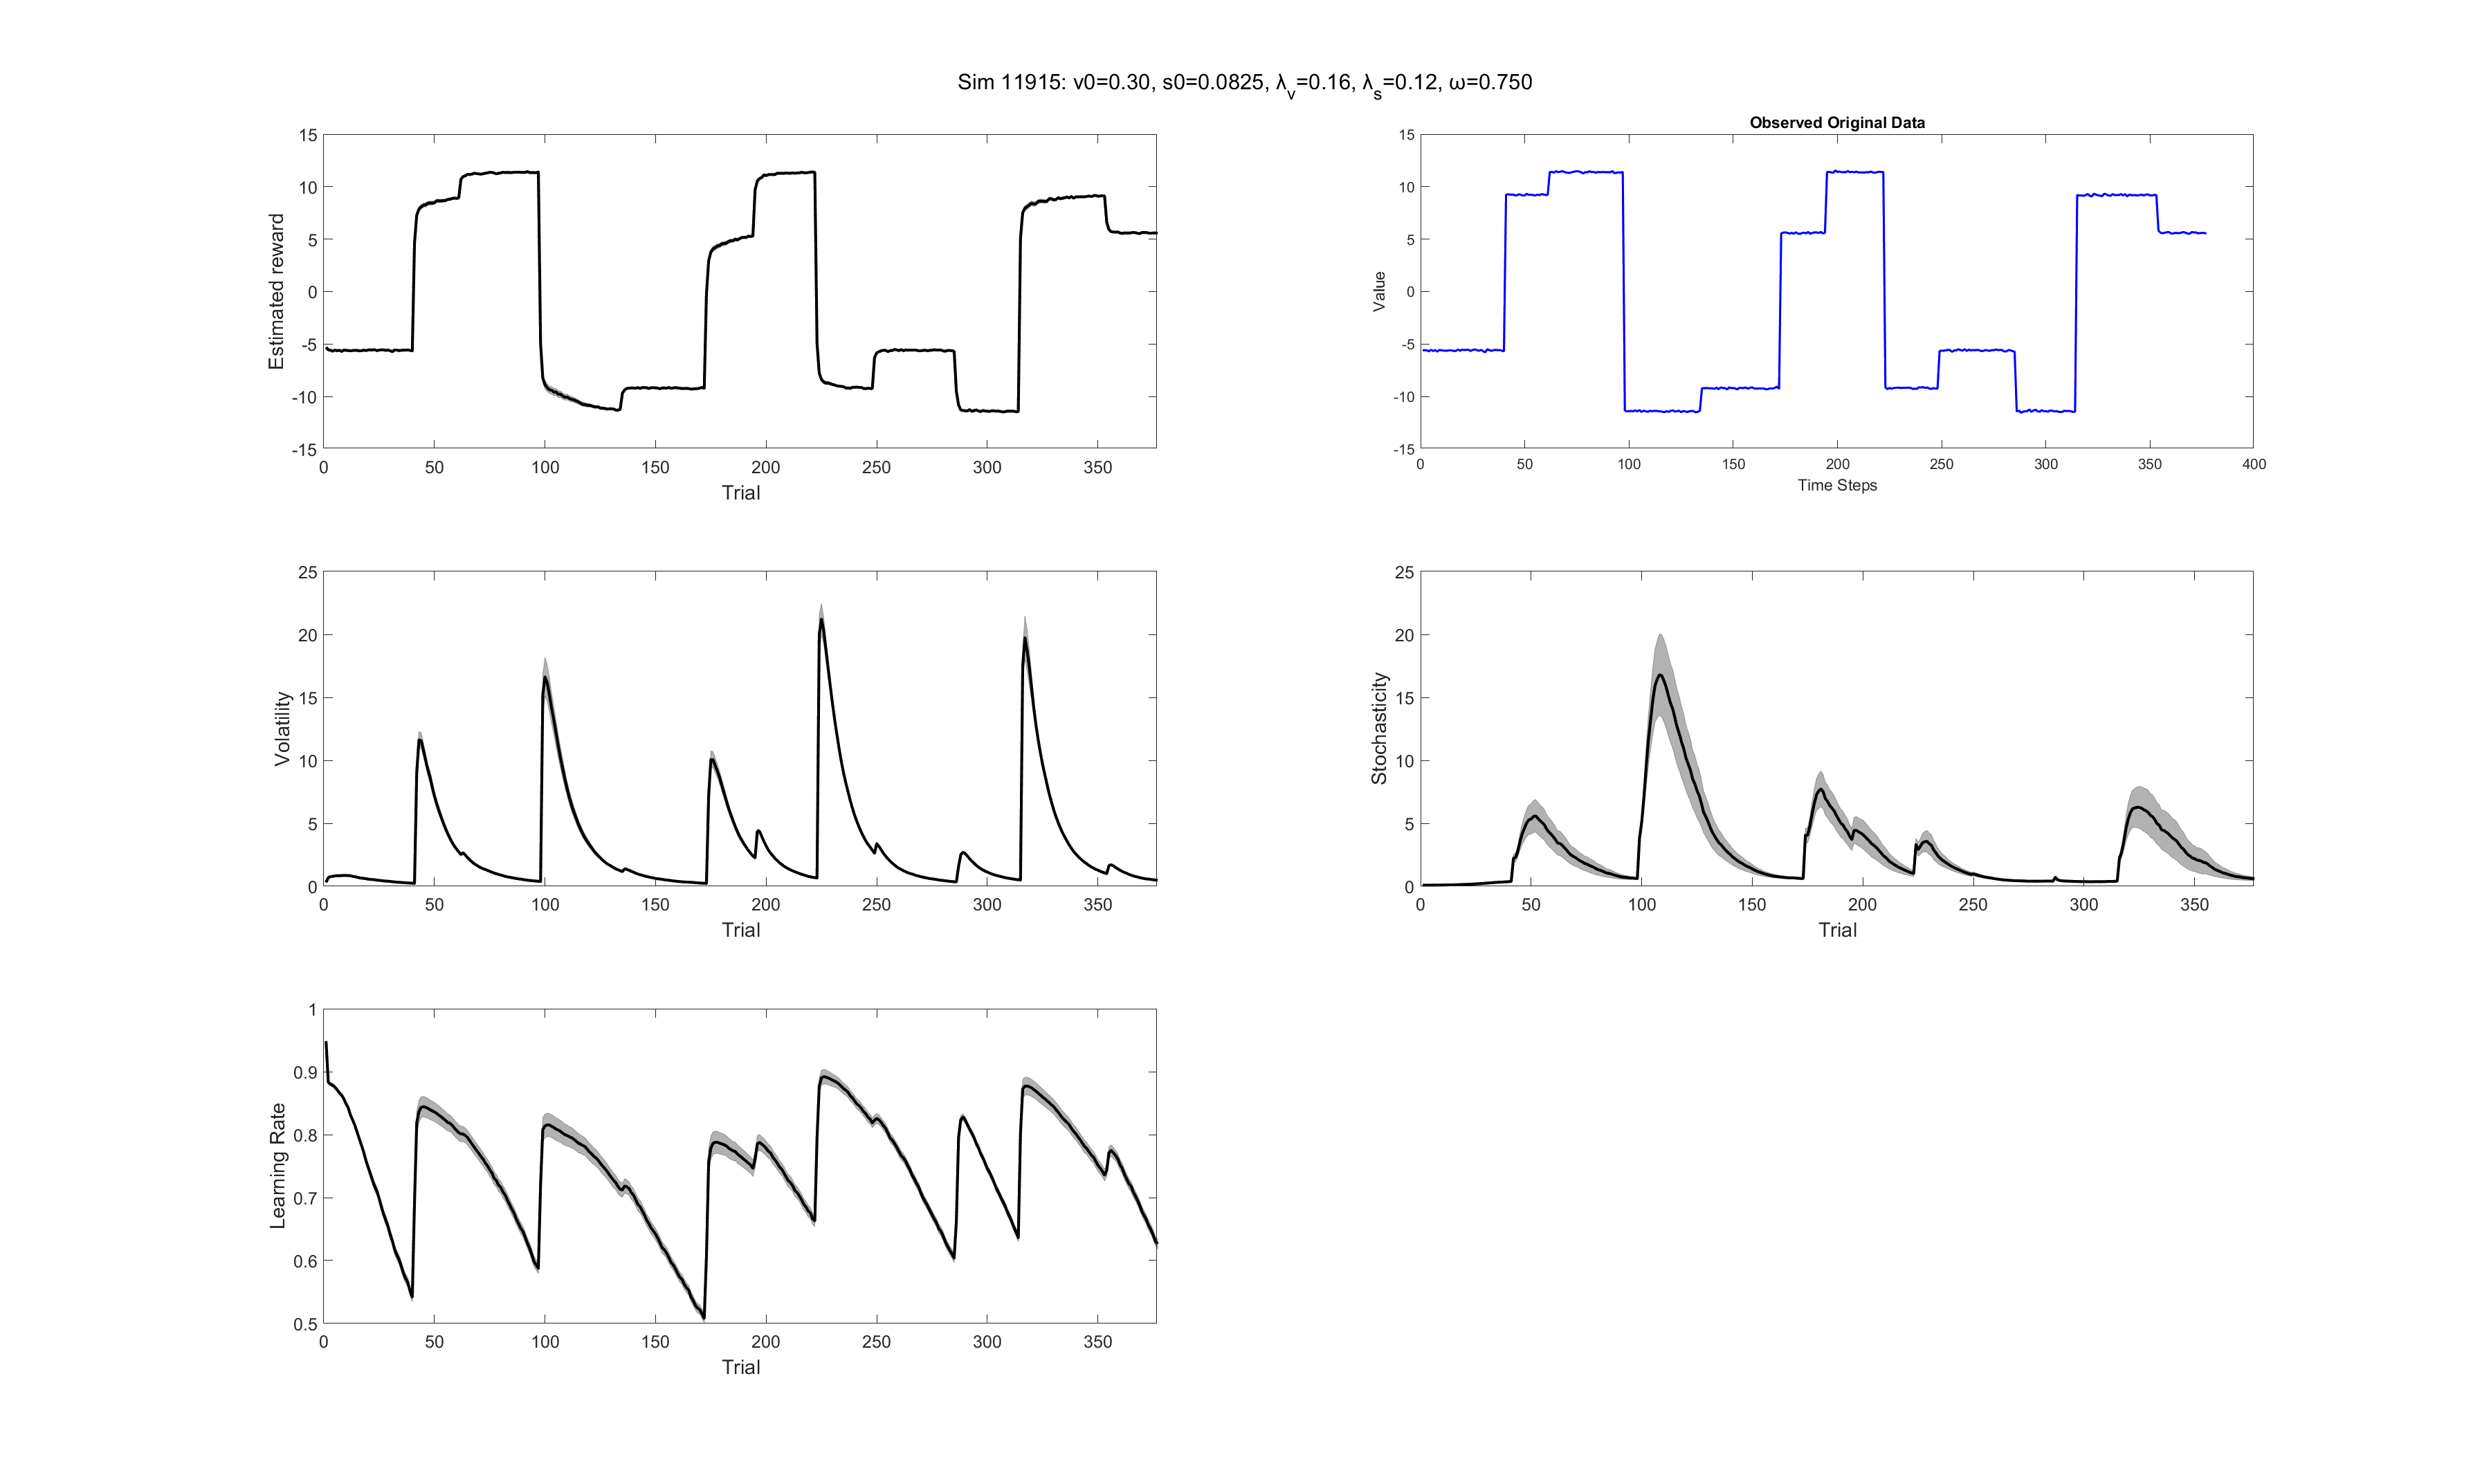 Sim 11915: v0=0.30, s0=0.0825, λv=0.16, λs=0.12, ω=0.750
15
10
5
0
-5
-10
-15
Estimated reward
0 50 100 150 200 250 300 350
Trial
Observed Original Data
15
10
5
0
-5
-10
-15
Value
0 50 100 150 200 250 300 350 400
Time Steps
25
20
15
10
5
0
Volatility
0 50 100 150 200 250 300 350
Trial
25
20
15
10
5
0
Stochasticity
0 50 100 150 200 250 300 350
Trial
1
0.9
0.8
0.7
0.6
0.5
Learning Rate
0 50 100 150 200 250 300 350
Trial